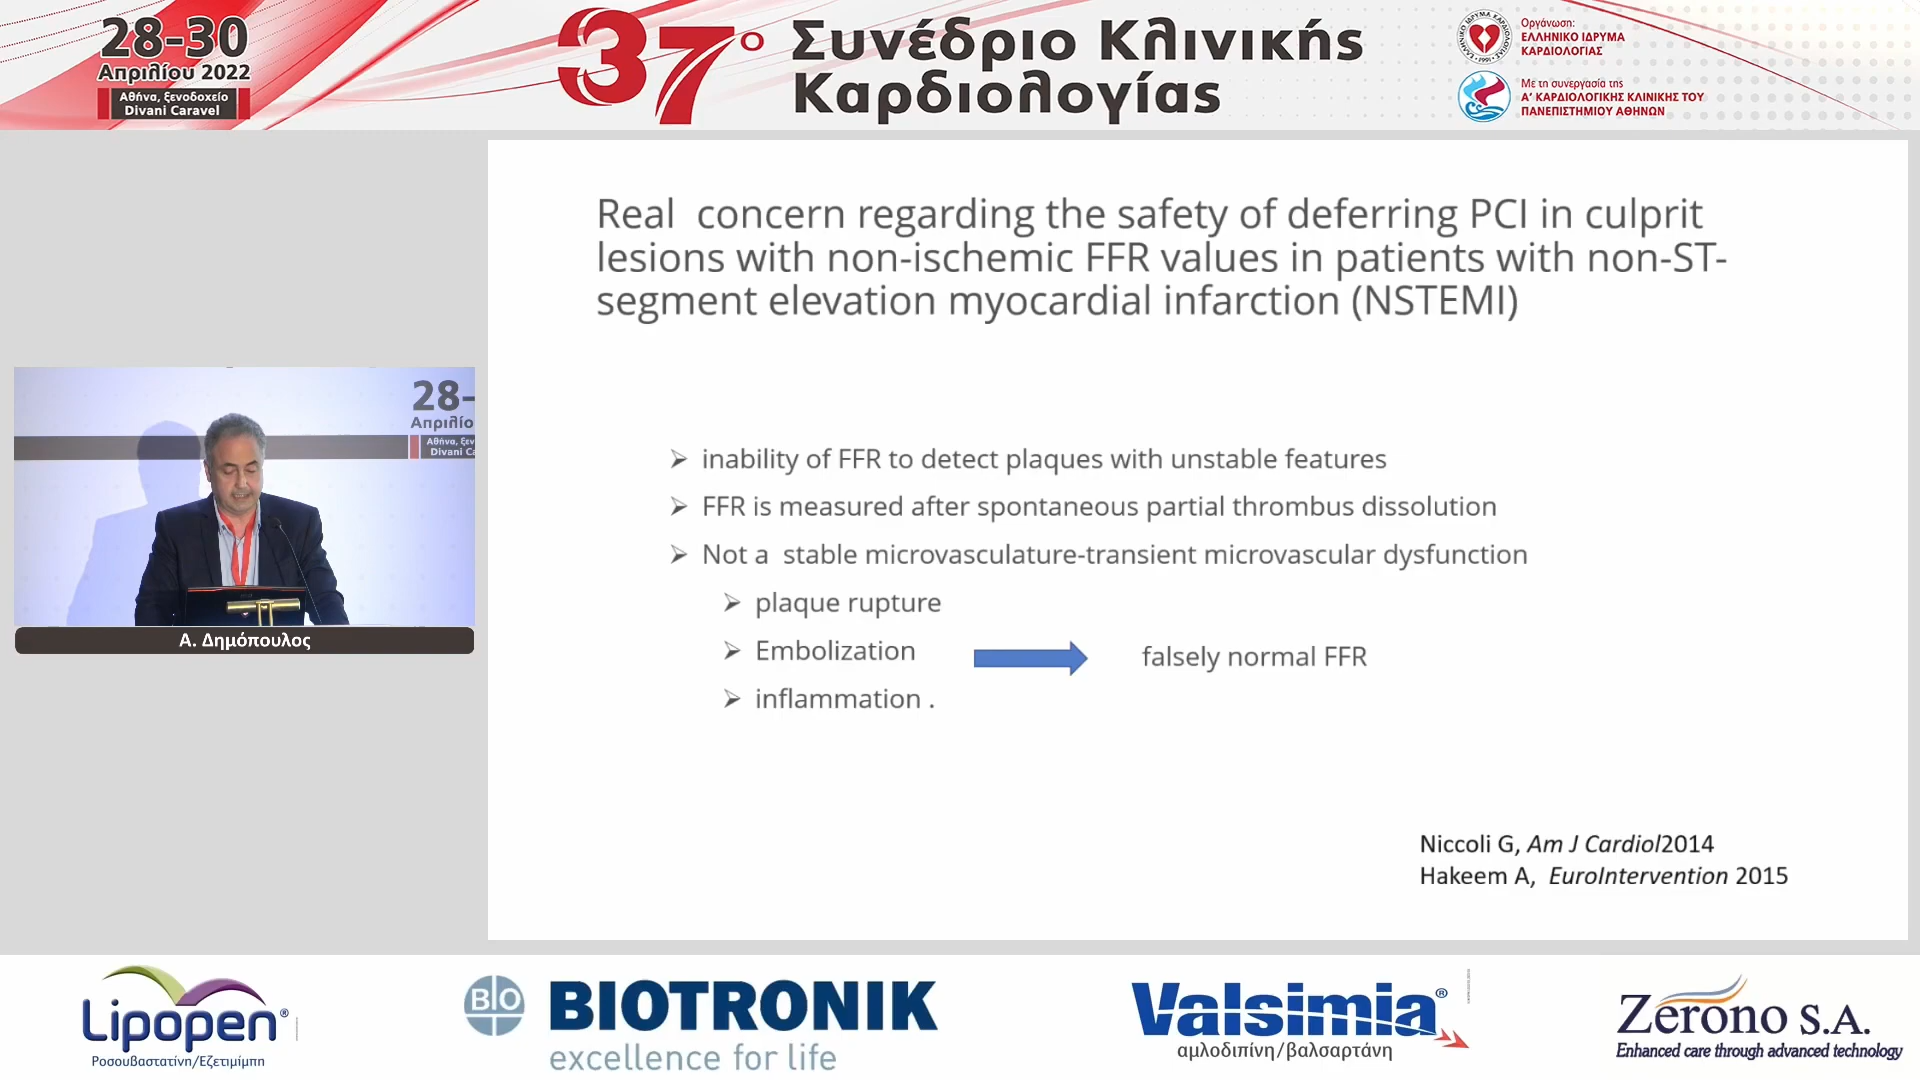 28-30
Απριλίου 2022
Αθήνα, ξενοδοχείο
Divani Caravel
37ο Συνέδριο Κλινικής
Καρδιολογίας
Οργάνωση:
ΕΛΛΗΝΙΚΟ ΙΔΡΥΜΑ
ΚΑΡΔΙΟΛΟΓΙΑΣ
Με τη συνεργασία της
Α' ΚΑΡΔΙΟΛΟΓΙΚΗΣ ΚΛΙΝΙΚΗΣ ΤΟΥ
ΠΑΝΕΠΙΣΤΗΜΙΟΥ ΑΘΗΝΩΝ
Real concern regarding the safety of deferring PCI in culprit
lesions with non-ischemic FFR values in patients with non-ST-
segment elevation myocardial infarction (NSTEMI)
inability of FFR to detect plaques with unstable features
FFR is measured after spontaneous partial thrombus dissolution
Not a stable microvasculature-transient microvascular dysfunction
plaque rupture
Embolization
falsely normal FFR
inflammation .
Niccoli G, Am J Cardiol2014
Hakeem A, EuroIntervention 2015
28-
Απριλίο
Αθήνα, ξεν
Divani Ca
Α. Δημόπουλος
Lipopen®
Ροσουβαστατίνη/Εζετιμίμπη
BIO
BIOTRONIK
excellence for life
Valsimia®
αμλοδιπίνη/βαλσαρτάνη
Zerono S.A.
Enhanced care through advanced technology